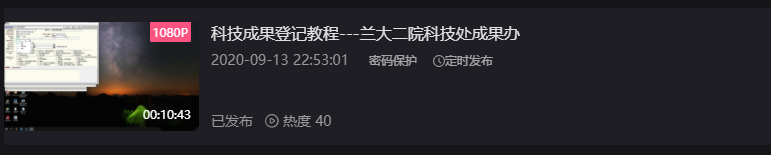 1080P
00:10:43
科技成果登记教程---兰大二院科技处成果办
2020-09-13 22:53:01 密码保护 定时发布
已发布 热度 40